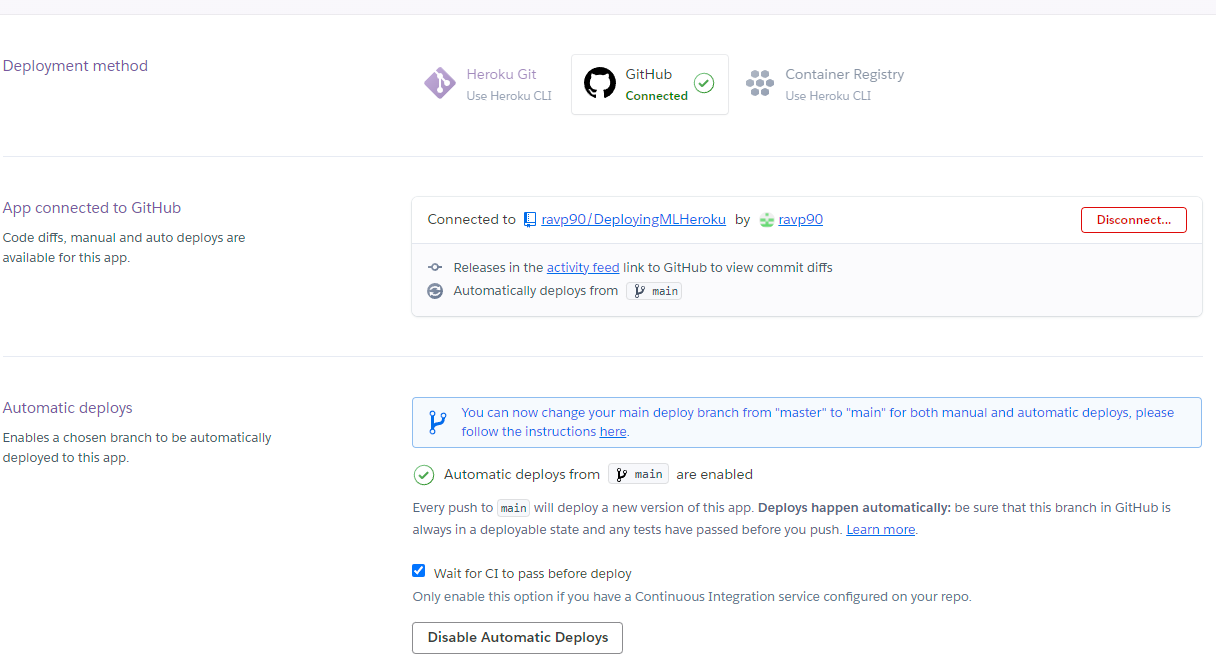 Deployment method
Heroku Git
Use Heroku CLI
GitHub
Connected
Container Registry
Use Heroku CLI
App connected to GitHub
Code diffs, manual and auto deploys are
available for this app.
Connected to ravp90/DeployingMLHeroku by ravp90
Disconnect...
Releases in the activity feed link to GitHub to view commit diffs
Automatically deploys from main
Automatic deploys
Enables a chosen branch to be automatically
deployed to this app.
You can now change your main deploy branch from "master" to "main" for both manual and automatic deploys, please
follow the instructions here.
Automatic deploys from main are enabled
Every push to main will deploy a new version of this app. Deploys happen automatically: be sure that this branch in GitHub is
always in a deployable state and any tests have passed before you push. Learn more.
Wait for CI to pass before deploy
Only enable this option if you have a Continuous Integration service configured on your repo.
Disable Automatic Deploys